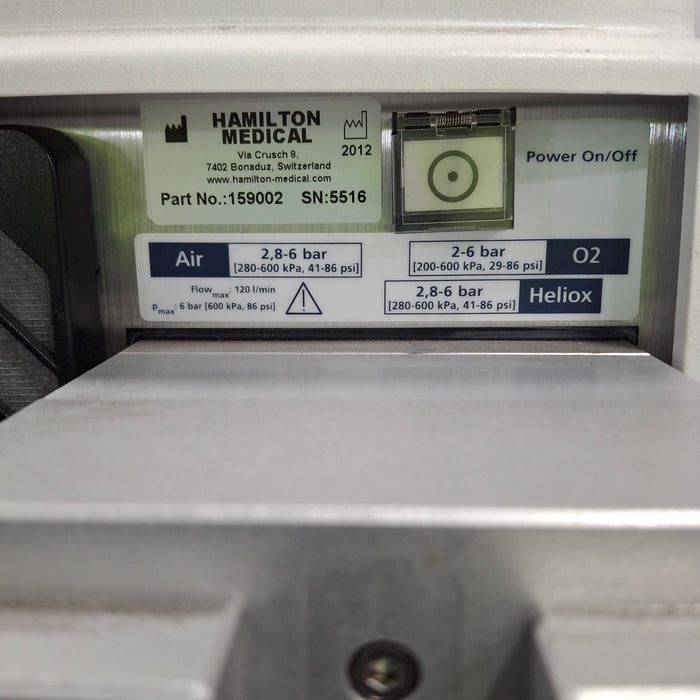 HAMILTON
MEDICAL
2012
Via Crusch 8,
7402 Bonaduz, Switzerland
www.hamilton-medical.com
Part No.:159002 SN:5516
Power On/Off
Air
2,8-6 bar
[280-600 kPa, 41-86 psi]
2-6 bar
[200-600 kPa, 29-86 psi]
O2
Flow max : 120 l/min
p max : 6 bar [600 kPa, 86 psi]
2,8-6 bar
[280-600 kPa, 41-86 psi]
Heliox